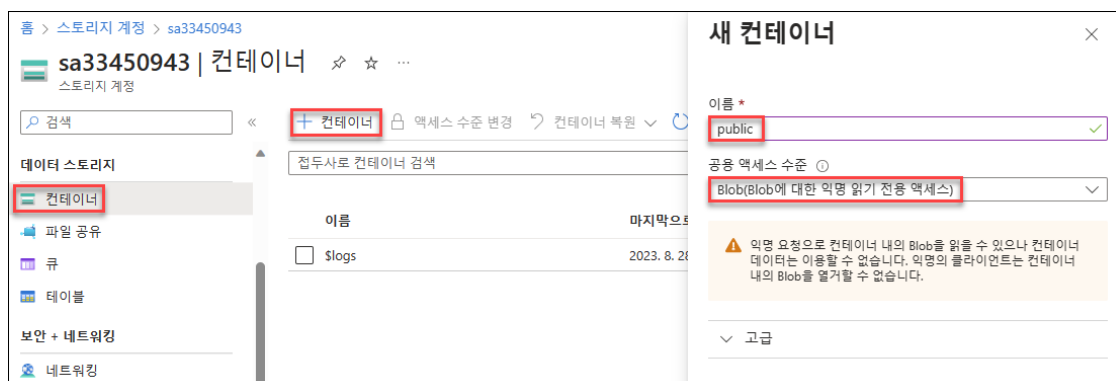 홈 > 스토리지 계정 > sa33450943
sa33450943 | 컨테이너
스토리지 계정
검색
데이터 스토리지
컨테이너
파일 공유
큐
테이블
보안 + 네트워킹
네트워킹
+ 컨테이너 액세스 수준 변경 컨테이너 복원
접두사로 컨테이너 검색
이름 마지막으로
$logs 2023. 8. 28
새 컨테이너
이름 *
public
공용 액세스 수준
Blob(Blob에 대한 익명 읽기 전용 액세스)
익명 요청으로 컨테이너 내의 Blob을 읽을 수 있으나 컨테이너
데이터는 이용할 수 없습니다. 익명의 클라이언트는 컨테이너
내의 Blob을 열거할 수 없습니다.
고급